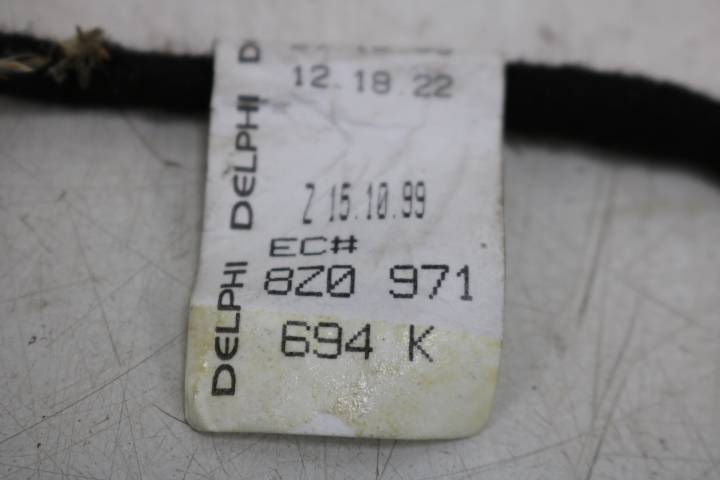 12.18.22
Z 15.10.99
EC#
8Z0 971
694 K
DELPHI DELPHI D